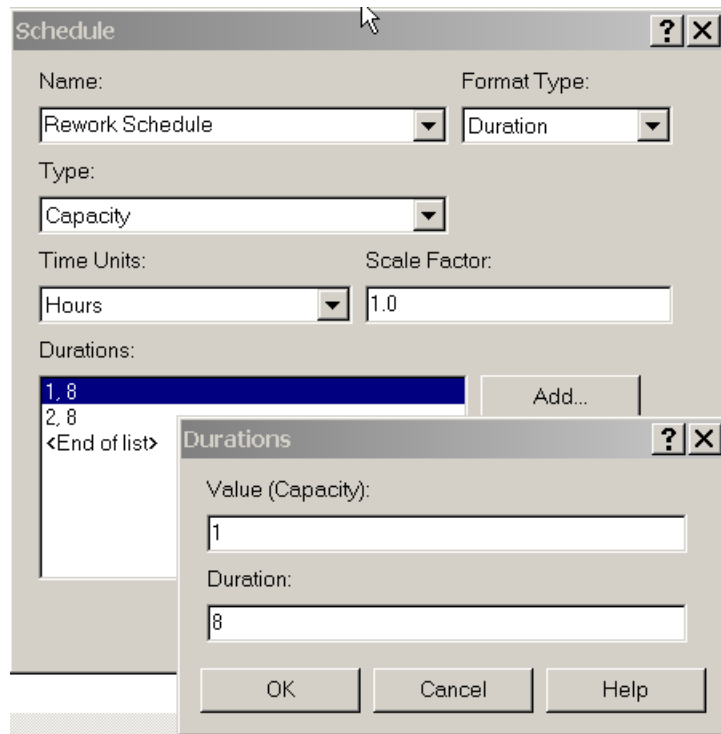 Schedule
Name: Format Type:
Rework Schedule Duration
Type:
Capacity
Time Units: Scale Factor:
Hours 1.0
Durations:
1, 8 Add...
2, 8
<End of list>
Durations
Value (Capacity):
1
Duration:
8
OK Cancel Help